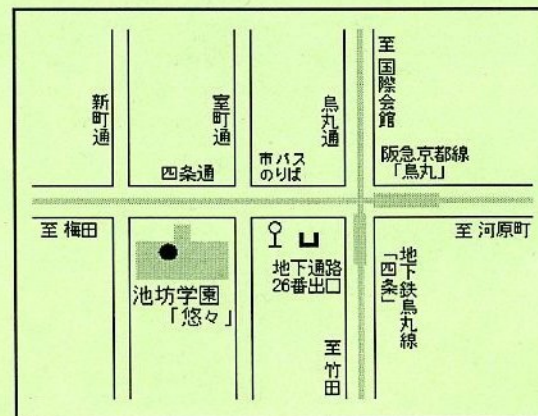 新町通
室町通
烏丸通
至 国際会館
四条通
市バス
のりば
阪急京都線
「烏丸」
至 梅田
至 河原町
池坊学園
「悠々」
地下通路
26番出口
至 竹田
地下鉄烏丸線
「四条」